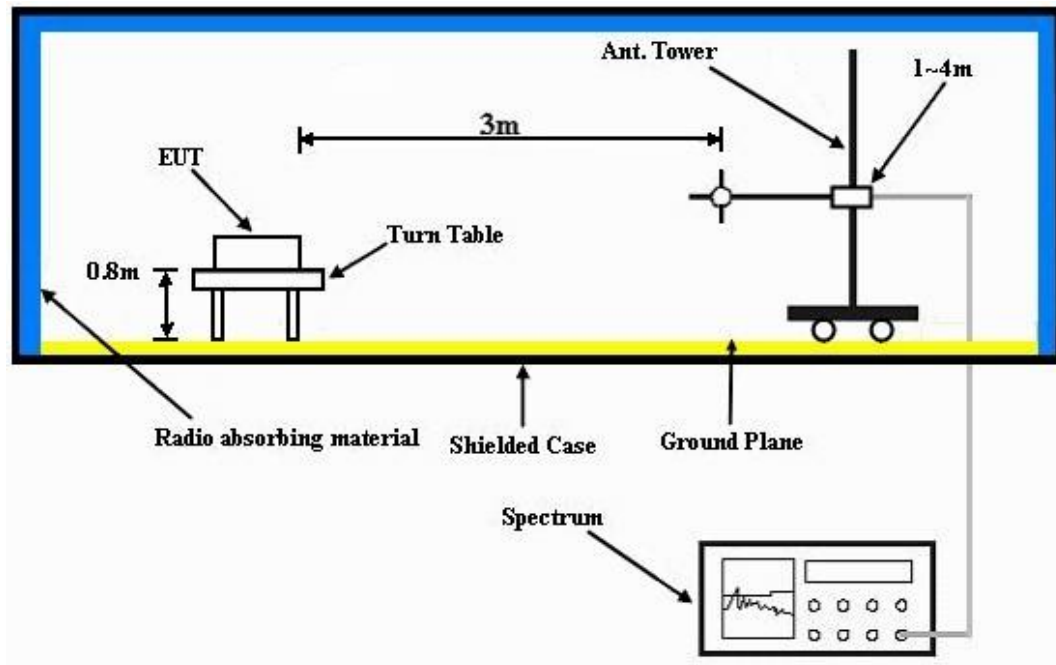 Ant. Tower
1~4m
3m
EUT
Turn Table
0.8m
Radio absorbing material
Shielded Case
Ground Plane
Spectrum